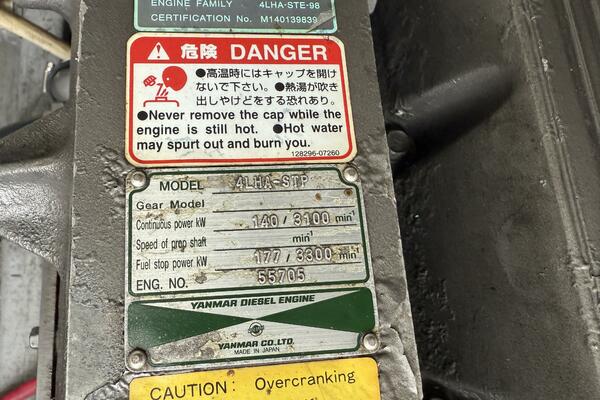 ENGINE FAMILY 4LHA-STE-98
CERTIFICATION No. M140139839
危険 DANGER
●高温時にはキャップを開け
ないで下さい。●熱湯が吹き
出しやけどをする恐れあり。
●Never remove the cap while the
engine is still hot. ●Hot water
may spurt out and burn you.
128296-07260
MODEL 4LHA-STP
Gear Model
Continuous power kW 140 / 3100 min⁻¹
Speed of prop shaft min⁻¹
Fuel stop power kW 177 / 3300 min⁻¹
ENG. NO. 55705
YANMAR DIESEL ENGINE
YANMAR CO.,LTD.
MADE IN JAPAN
CAUTION: Overcranking